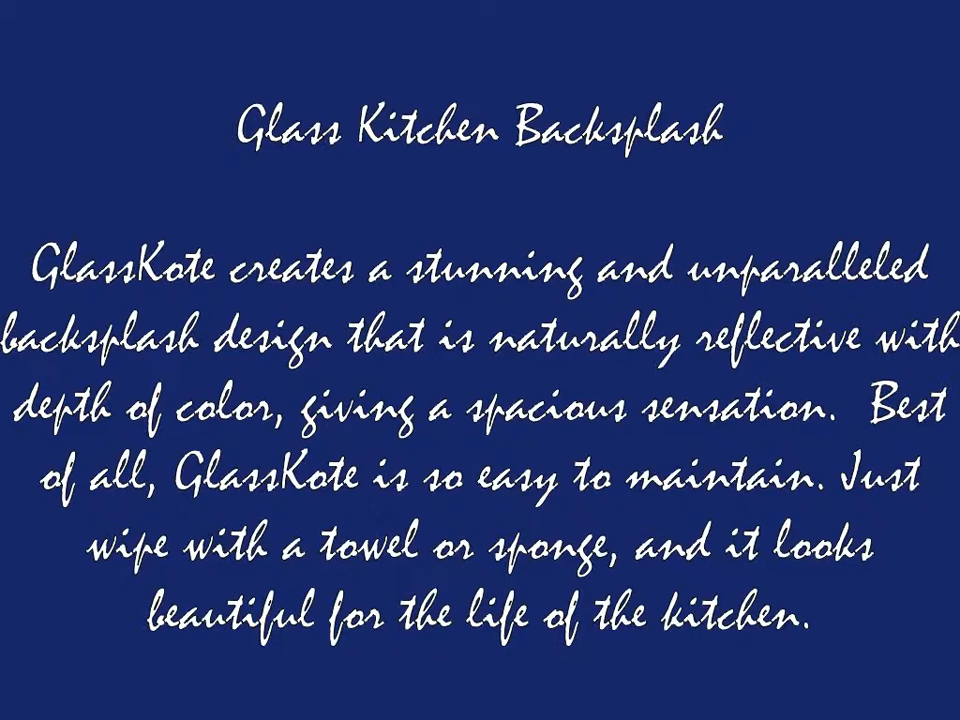 Glass Kitchen Backsplash
GlassKote creates a stunning and unparalleled
backsplash design that is naturally reflective with
depth of color, giving a spacious sensation.  Best
of all, GlassKote is so easy to maintain. Just
wipe with a towel or sponge, and it looks
beautiful for the life of the kitchen.